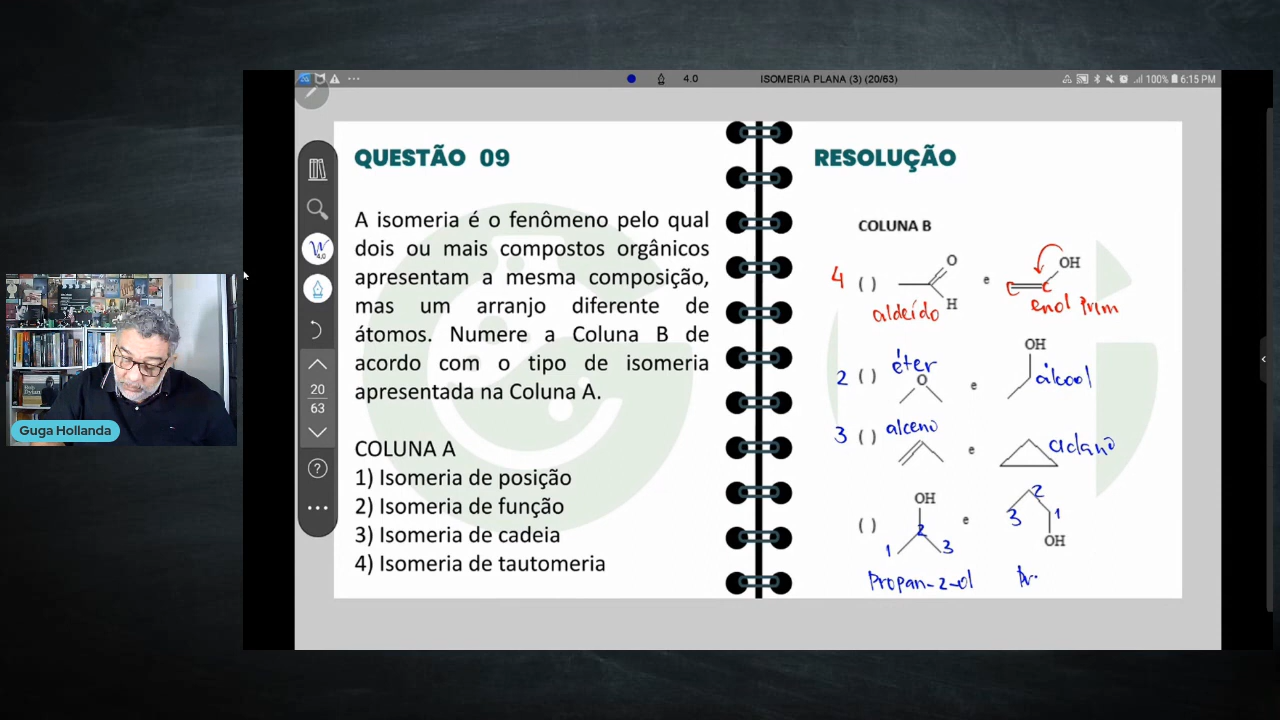 4.0
ISOMERIA PLANA (3) (20/63)
100% 6:15 PM
QUESTÃO 09
A isomeria é o fenômeno pelo qual
dois ou mais compostos orgânicos
apresentam a mesma composição,
mas um arranjo diferente de
átomos. Numere a Coluna B de
acordo com o tipo de isomeria
apresentada na Coluna A.
COLUNA A
1) Isomeria de posição
2) Isomeria de função
3) Isomeria de cadeia
4) Isomeria de tautomeria
RESOLUÇÃO
COLUNA B
4 ( ) O H e OH C C
aldeído enol Prim
2 ( ) éter O e OH álcool
3 ( ) alceno e ciclano
( ) OH 1 2 3 e 3 2 1 OH
Propan-2-ol Pr
W
4.0
20
63
?
Guga Hollanda